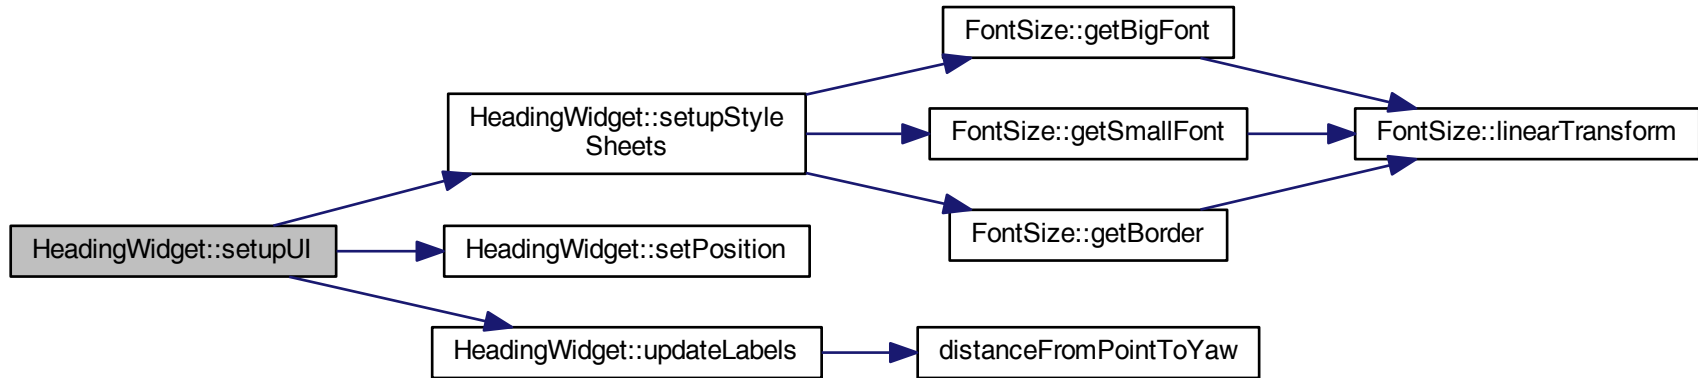 FontSize::getBigFont
HeadingWidget::setupStyle
Sheets
FontSize::getSmallFont
FontSize::linearTransform
FontSize::getBorder
HeadingWidget::setupUI
HeadingWidget::setPosition
HeadingWidget::updateLabels
distanceFromPointToYaw